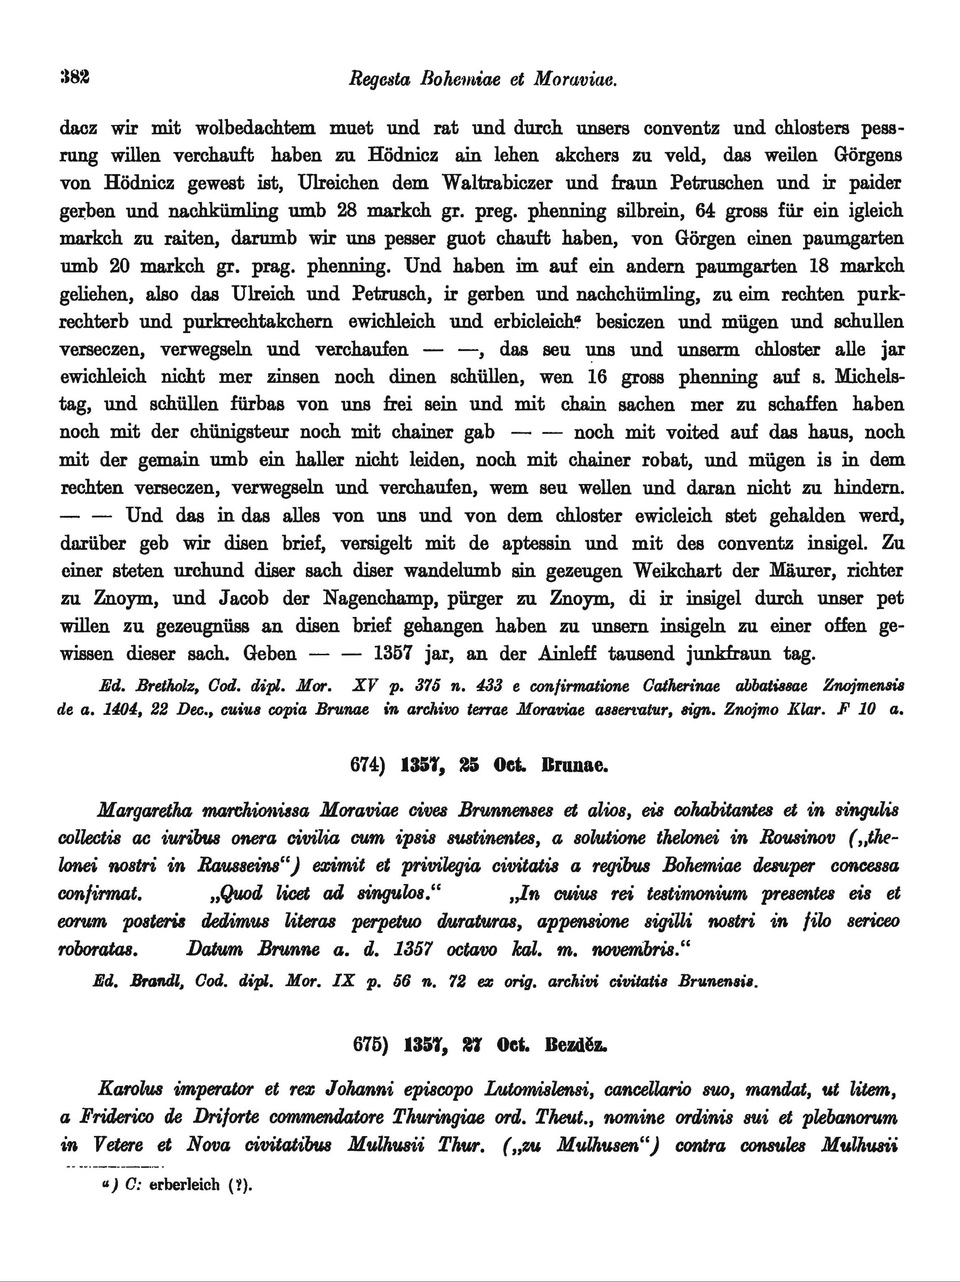 382
Regesta Bohemiae et Moraviae.
dacz wir mit wolbedachtem muet und rat und durch unsers conventz und chlosters pess-
rung willen verchauft haben zu Hödnicz ain lehen akchers zu veld, das weilen Görgens
von Hödnicz gewest ist, Ulreichen dem Waltrabiczer und fraun Petruschen und ir paider
gerben und nachkümling umb 28 markch gr. preg. phenning silbrein, 64 gross für ein igleich
markch zu raiten, darumb wir uns pesser guot chauft haben, von Görgen einen paumgarten
umb 20 markch gr. prag. phenning. Und haben im auf ein andern paumgarten 18 markch
geliehen, also das Ulreich und Petrusch, ir gerben und nachchümling, zu eim rechten purk-
rechterb und purkrechtakchern ewichleich und erbicleichª besiczen und mügen und schullen
verseczen, verwegseln und verchaufen — —, das seu uns und unserm chloster alle jar
ewichleich nicht mer zinsen noch dinen schüllen, wen 16 gross phenning auf s. Michels-
tag, und schüllen fürbas von uns frei sein und mit chain sachen mer zu schaffen haben
noch mit der chünigsteur noch mit chainer gab — — noch mit voited auf das haus, noch
mit der gemain umb ein haller nicht leiden, noch mit chainer robat, und mügen is in dem
rechten verseczen, verwegseln und verchaufen, wem seu wellen und daran nicht zu hindern.
— — Und das in das alles von uns und von dem chloster ewicleich stet gehalden werd,
darüber geb wir disen brief, versigelt mit de aptessin und mit des conventz insigel. Zu
einer steten urchund diser sach diser wandelumb sin gezeugen Weikchart der Mäurer, richter
zu Znoym, und Jacob der Nagenchamp, pürger zu Znoym, di ir insigel durch unser pet
willen zu gezeugnüss an disen brief gehangen haben zu unsern insigeln zu einer offen ge-
wissen dieser sach. Geben — — 1357 jar, an der Ainleff tausend junkfraun tag.
Ed. Bretholz, Cod. dipl. Mor. XV p. 375 n. 433 e confirmatione Catherinae abbatissae Znojmensis
de a. 1404, 22 Dec., cuius copia Brunae in archivo terrae Moraviae asservatur, sign. Znojmo Klar. F 10 a.
674) 1357, 25 Oct. Brunae.
Margaretha marchionissa Moraviae cives Brunnenses et alios, eis cohabitantes et in singulis
collectis ac iuribus onera civilia cum ipsis sustinentes, a solutione thelonei in Rousinov („the-
lonei nostri in Rausseins“) eximit et privilegia civitatis a regibus Bohemiae desuper concessa
confirmat. „Quod licet ad singulos.“ „In cuius rei testimonium presentes eis et
eorum posteris dedimus literas perpetuo duraturas, appensione sigilli nostri in filo sericeo
roboratas. Datum Brunne a. d. 1357 octavo kal. m. novembris.“
Ed. Brandl, Cod. dipl. Mor. IX p. 56 n. 72 ex orig. archivi civitatis Brunensis.
675) 1357, 27 Oct. Bezděz.
Karolus imperator et rex Johanni episcopo Lutomislensi, cancellario suo, mandat, ut litem,
a Friderico de Driforte commendatore Thuringiae ord. Theut., nomine ordinis sui et plebanorum
in Vetere et Nova civitatibus Mulhusii Thur. („zu Mulhusen“) contra consules Mulhusii
ª) C: erberleich (?).